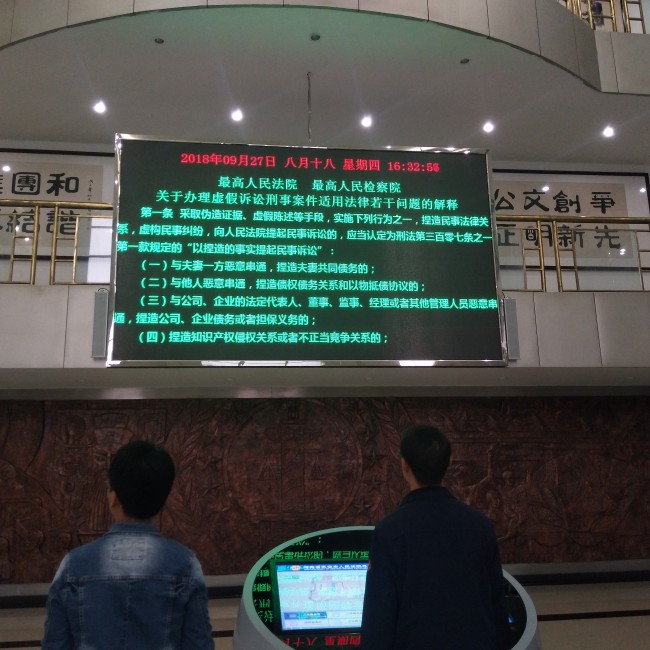 2018年09月27日 八月十八 星期四 16:32:56
最高人民法院 最高人民检察院
关于办理虚假诉讼刑事案件适用法律若干问题的解释
第一条 采取伪造证据、虚假陈述等手段，实施下列行为之一，捏造民事法律关
系，虚构民事纠纷，向人民法院提起民事诉讼的，应当认定为刑法第三百零七条之一
第一款规定的“以捏造的事实提起民事诉讼”：
（一）与夫妻一方恶意串通，捏造夫妻共同债务的；
（二）与他人恶意串通，捏造债权债务关系和以物抵债协议的；
（三）与公司、企业的法定代表人、董事、监事、经理或者其他管理人员恶意串
通，捏造公司、企业债务或者担保义务的；
（四）捏造知识产权侵权关系或者不正当竞争关系的；
團和
結諧
公文創爭
正明新先